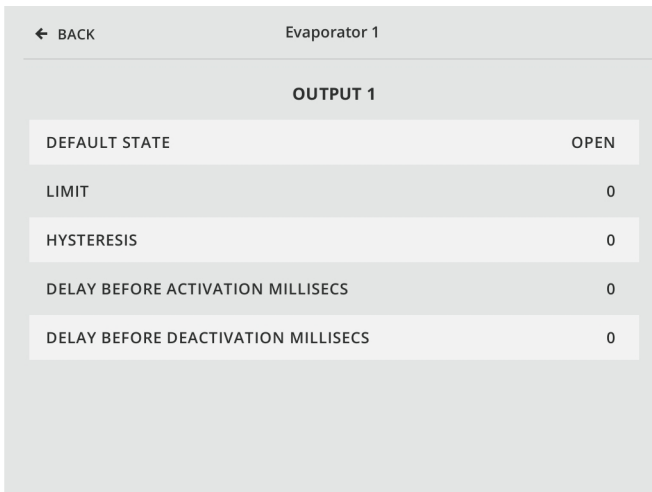 BACK Evaporator 1
OUTPUT 1
DEFAULT STATE OPEN
LIMIT 0
HYSTERESIS 0
DELAY BEFORE ACTIVATION MILLISECS 0
DELAY BEFORE DEACTIVATION MILLISECS 0